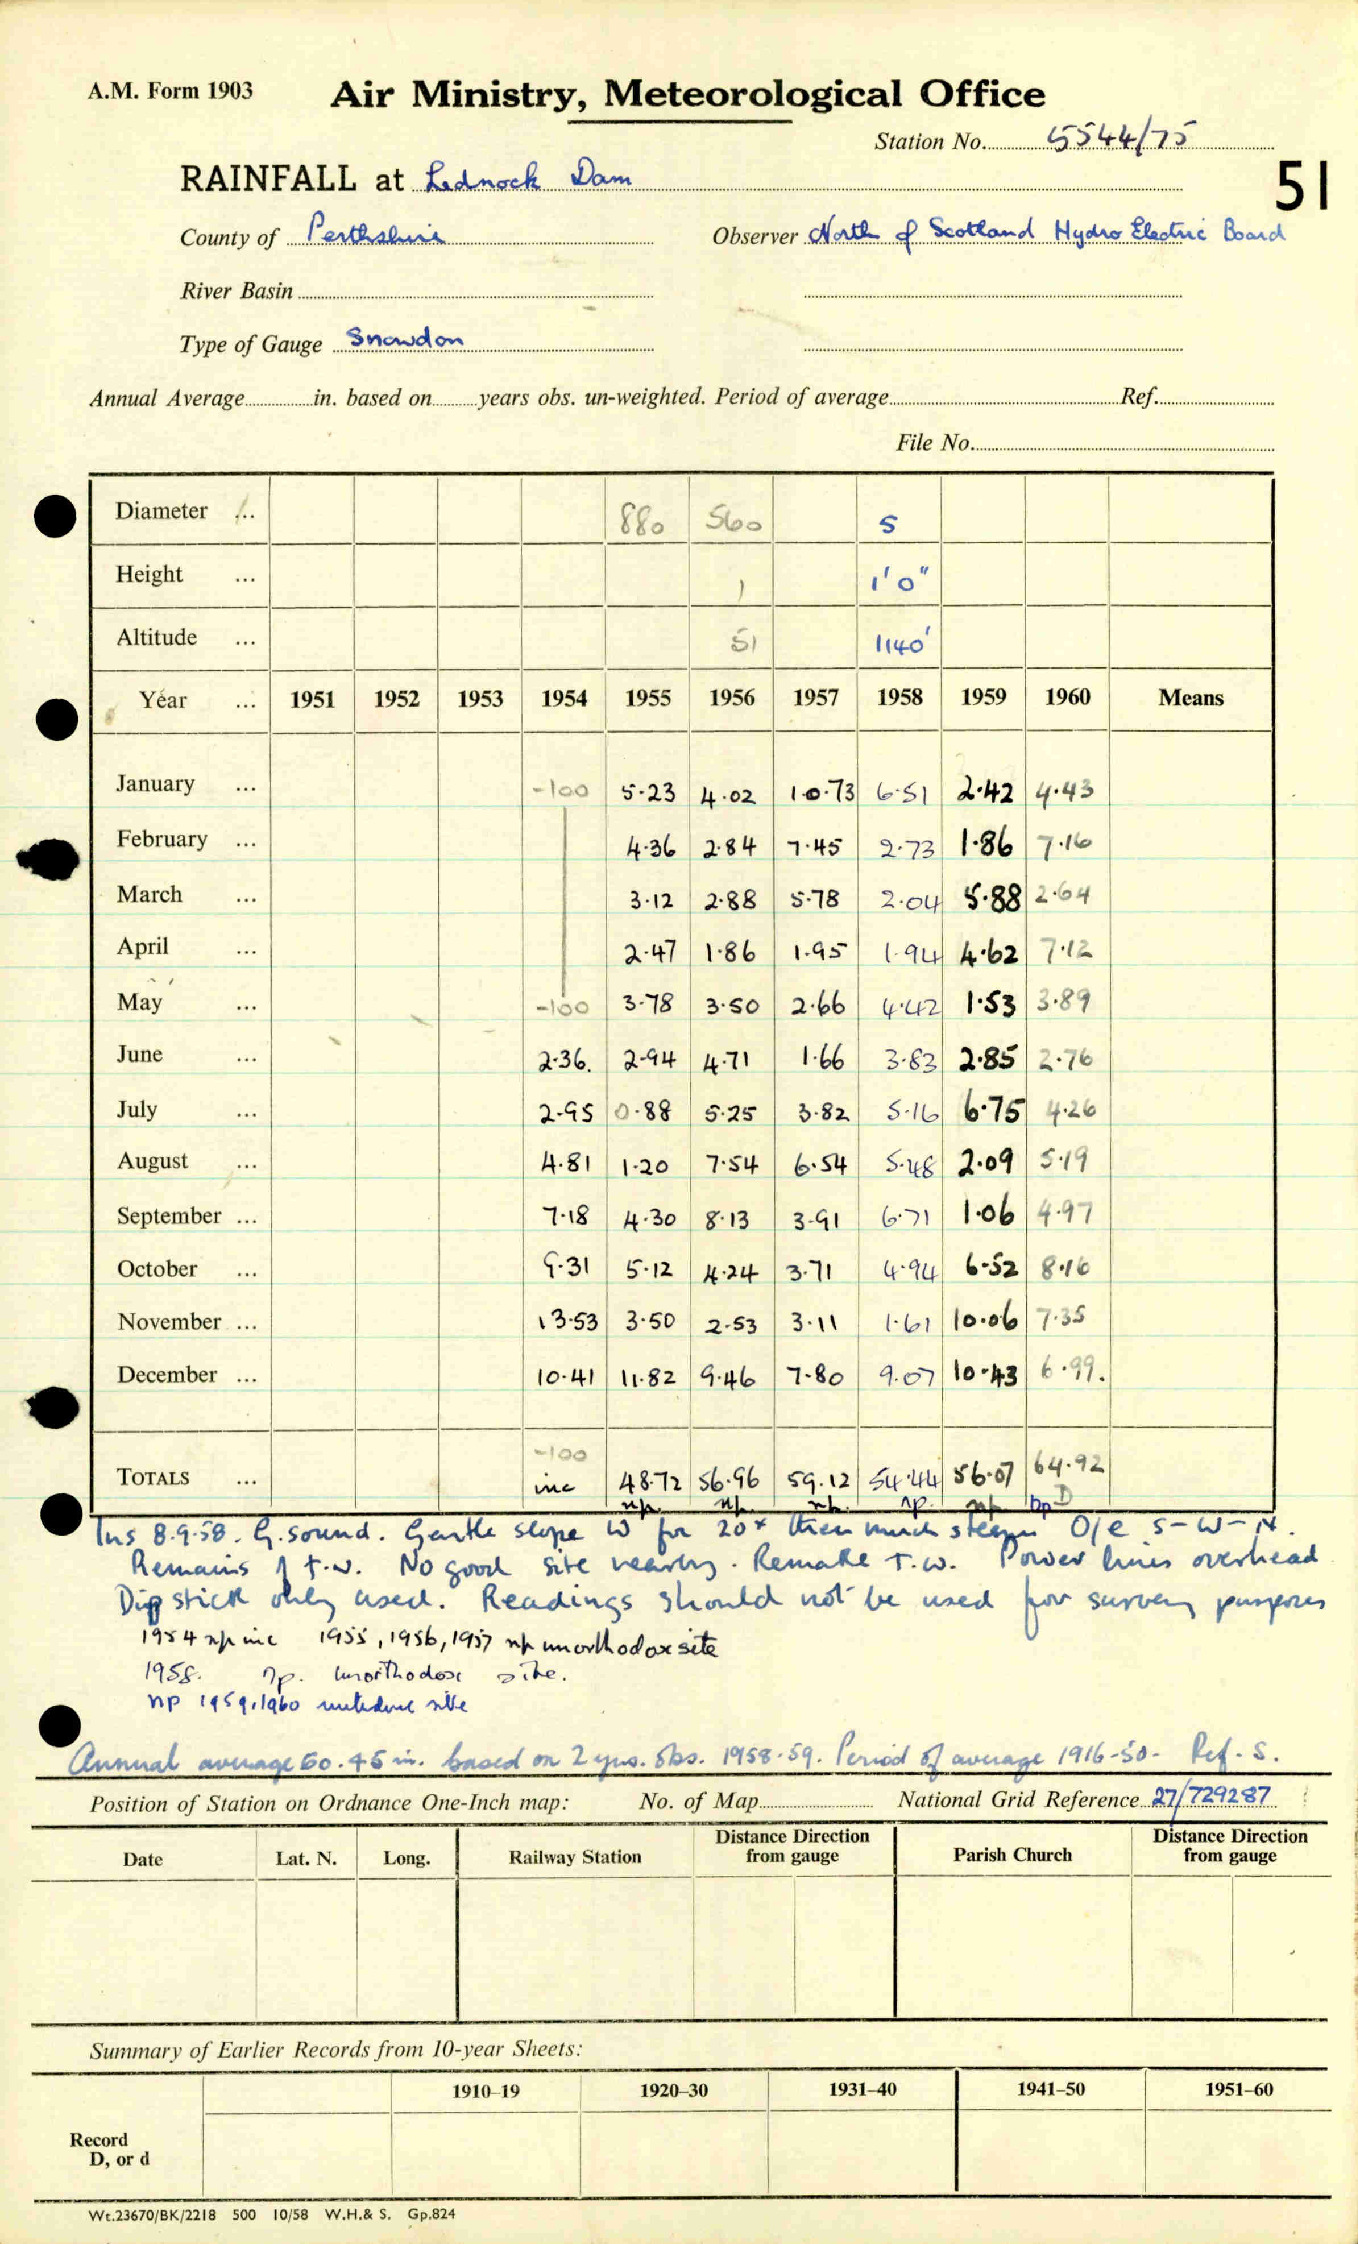 A.M. Form 1903 Air Ministry, Meteorological Office
Station No. 5544/75
RAINFALL at Lednock Dam 51
County of Perthshire Observer North of Scotland Hydro Electric Board
River Basin
Type of Gauge Snowdon
Annual Average in. based on years obs. un-weighted. Period of average Ref.
File No.
Diameter ... 880 560 5
Height ... 1 1'0"
Altitude ... 51 1140'
Year ... 1951 1952 1953 1954 1955 1956 1957 1958 1959 1960 Means
January ... -100 5.23 4.02 10.73 6.51 2.42 4.43
February ... 4.36 2.84 7.45 2.73 1.86 7.16
March ... 3.12 2.88 5.78 2.04 5.88 2.64
April ... 2.47 1.86 1.95 1.94 4.62 7.12
May ... -100 3.78 3.50 2.66 4.42 1.53 3.89
June ... 2.36. 2.94 4.71 1.66 3.83 2.85 2.76
July ... 2.95 0.88 5.25 3.82 5.16 6.75 4.26
August ... 4.81 1.20 7.54 6.54 5.48 2.09 5.19
September ... 7.18 4.30 8.13 3.91 6.71 1.06 4.97
October ... 9.31 5.12 4.24 3.71 4.94 6.52 8.16
November ... 13.53 3.50 2.53 3.11 1.61 10.06 7.35
December ... 10.41 11.82 9.46 7.80 9.07 10.43 6.99.
-100
TOTALS ... inc 48.72 56.96 59.12 54.44 56.07 64.92
np. np. np. np. np np D
Ins 8.9.58. G. sound. Gentle slope W for 20x then much steeper O/e S-W-N.
Remains of t.w. No good site nearby. Remake T.W. Power lines overhead
Dip stick only used. Readings should not be used for survey purposes
1954 np inc 1955, 1956, 1957 np unorthodox site
1958. np. unorthodox site.
np 1959,1960 site
Annual average 60.45 in. based on 2 yrs. obs. 1958-59. Period of average 1916-50. Ref. S.
Position of Station on Ordnance One-Inch map: No. of Map National Grid Reference 27/729287
Date Lat. N. Long. Railway Station Distance Direction from gauge Parish Church Distance Direction from gauge
Summary of Earlier Records from 10-year Sheets:
1910-19 1920-30 1931-40 1941-50 1951-60
Record
D, or d
Wt.23670/BK/2218 500 10/58 W.H.& S. Gp.824